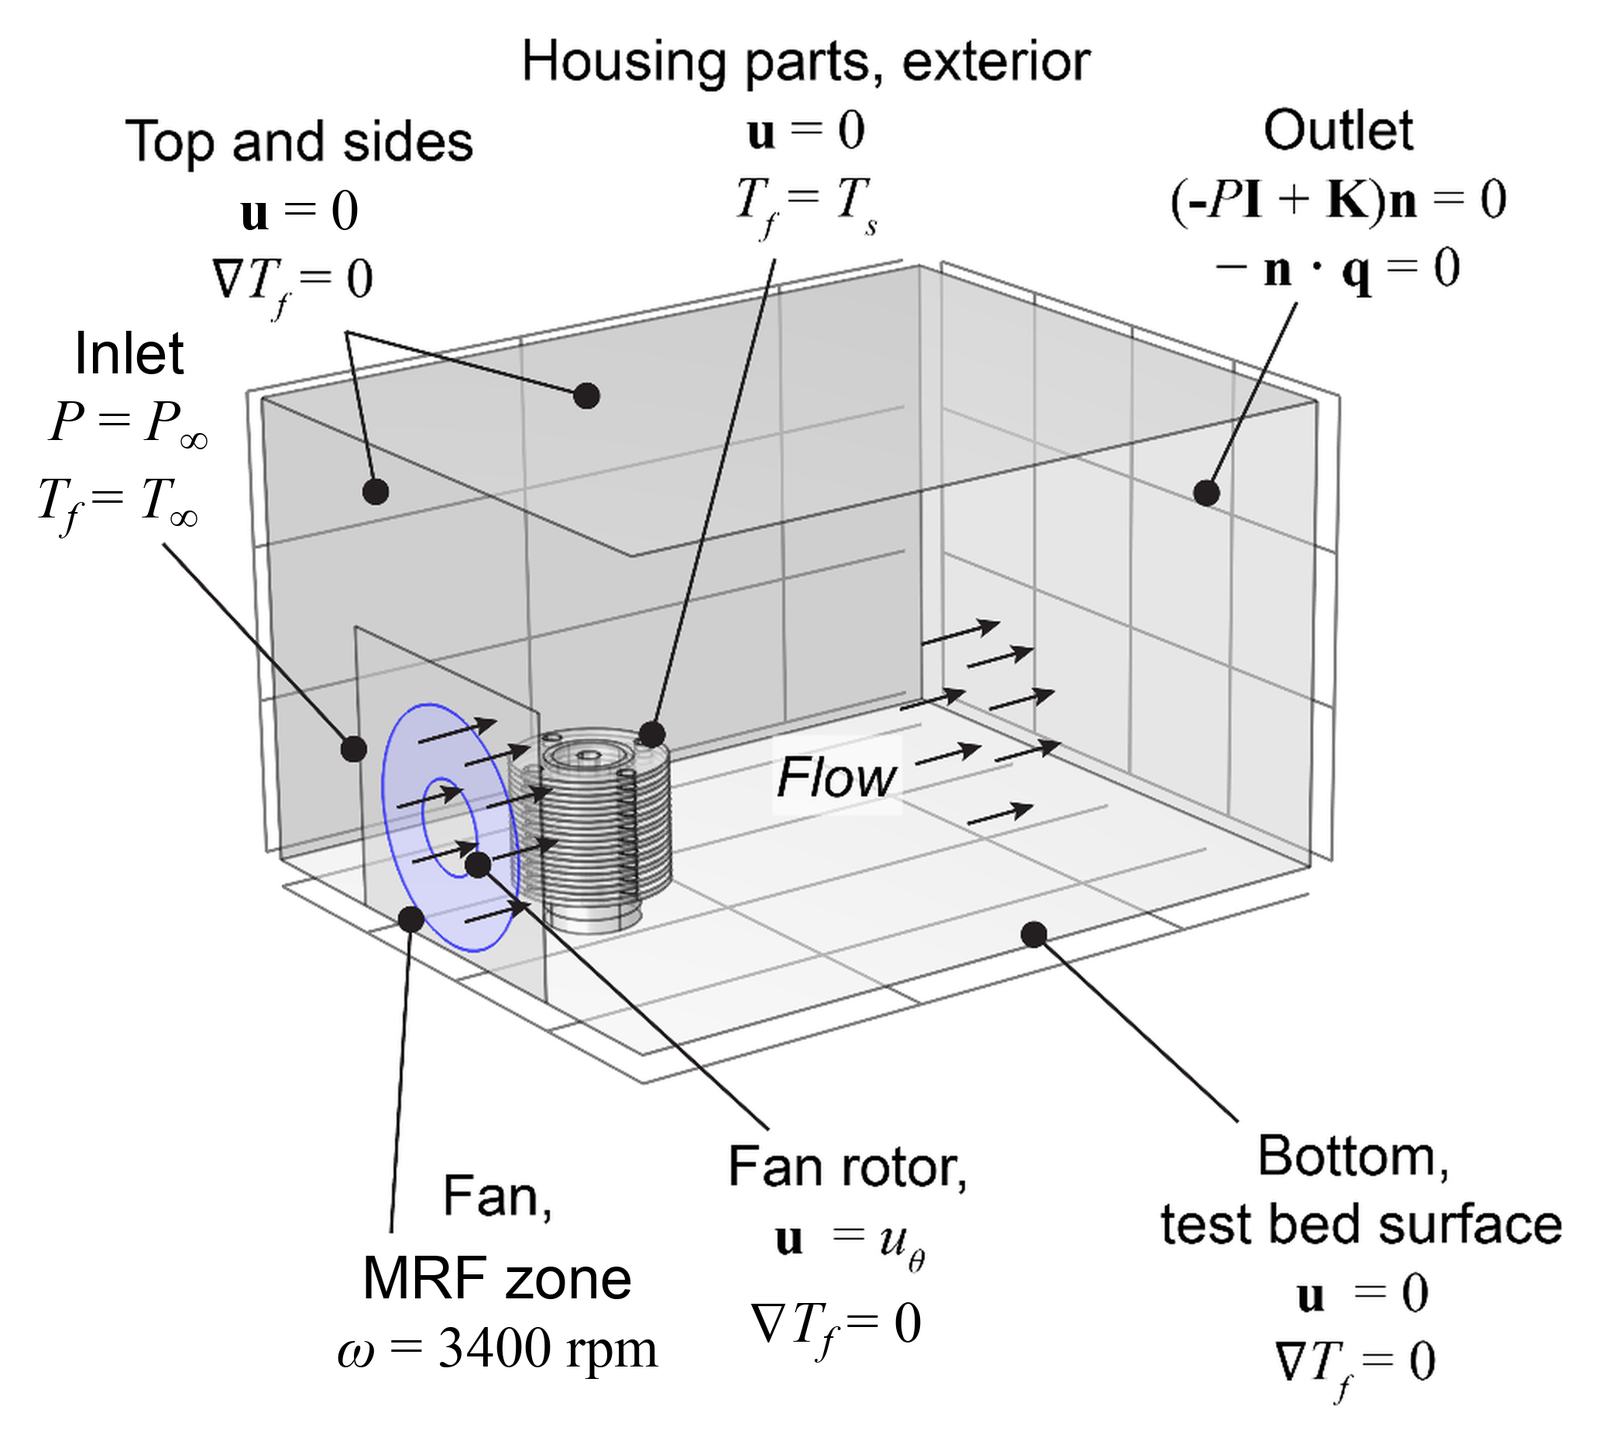 Housing parts, exterior
𝐮 = 0
T_f = T_s
Top and sides
𝐮 = 0
∇T_f = 0
Outlet
(-P𝐈 + 𝐊)𝐧 = 0
− 𝐧 · 𝐪 = 0
Inlet
P = P_∞
T_f = T_∞
Flow
Fan,
MRF zone
ω = 3400 rpm
Fan rotor,
𝐮 = u_θ
∇T_f = 0
Bottom,
test bed surface
𝐮 = 0
∇T_f = 0